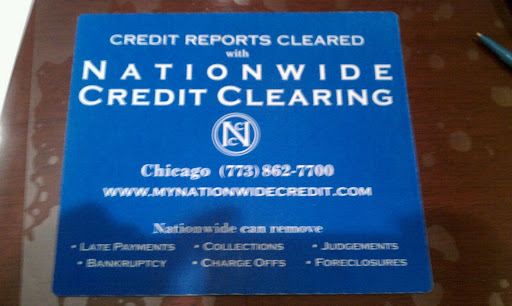 CREDIT REPORTS CLEARED
with
NATIONWIDE
CREDIT CLEARING
NCC
Chicago (773) 862-7700
WWW.MYNATIONWIDECREDIT.COM
Nationwide can remove
• LATE PAYMENTS • COLLECTIONS • JUDGEMENTS
• BANKRUPTCY • CHARGE OFFS • FORECLOSURES